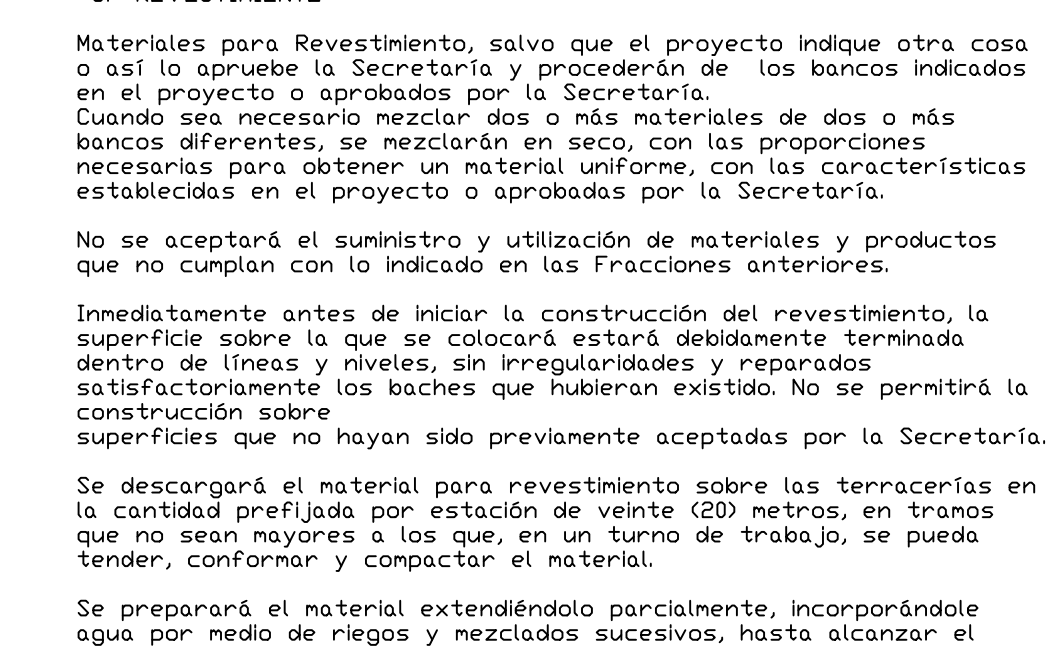 Materiales para Revestimiento, salvo que el proyecto indique otra cosa
o así lo apruebe la Secretaría y procederán de  los bancos indicados
en el proyecto o aprobados por la Secretaría.
Cuando sea necesario mezclar dos o más materiales de dos o más
bancos diferentes, se mezclarán en seco, con las proporciones
necesarias para obtener un material uniforme, con las características
establecidas en el proyecto o aprobadas por la Secretaría.

No se aceptará el suministro y utilización de materiales y productos
que no cumplan con lo indicado en las Fracciones anteriores.

Inmediatamente antes de iniciar la construcción del revestimiento, la
superficie sobre la que se colocará estará debidamente terminada
dentro de líneas y niveles, sin irregularidades y reparados
satisfactoriamente los baches que hubieran existido. No se permitirá la
construcción sobre
superficies que no hayan sido previamente aceptadas por la Secretaría.

Se descargará el material para revestimiento sobre las terracerías en
la cantidad prefijada por estación de veinte (20) metros, en tramos
que no sean mayores a los que, en un turno de trabajo, se pueda
tender, conformar y compactar el material.

Se preparará el material extendiéndolo parcialmente, incorporándole
agua por medio de riegos y mezclados sucesivos, hasta alcanzar el